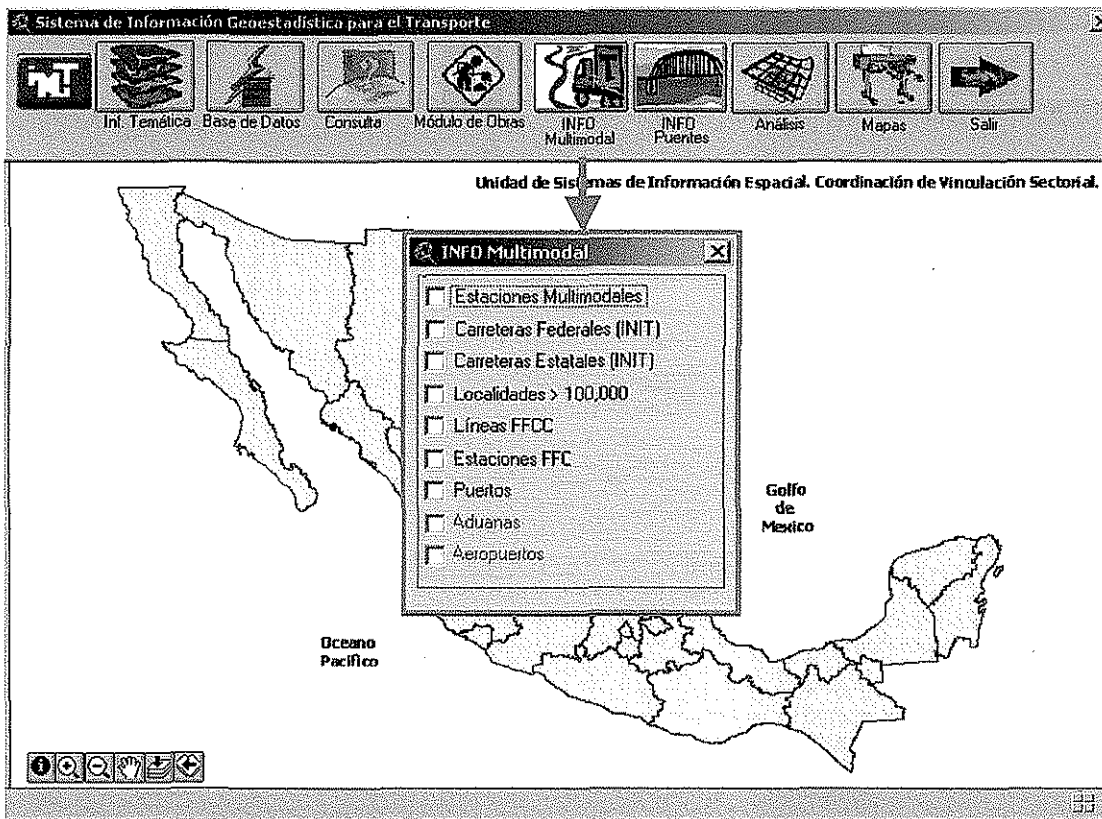 Sistema de Información Geoestadística para el Transporte
Inf. Temática
Base de Datos
Consulta
Módulo de Obras
INFO
Multimodal
INFO
Puentes
Análisis
Mapas
Salir
Unidad de Sistemas de Información Espacial. Coordinación de Vinculación Sectorial.
INFO Multimodal
Estaciones Multimodales
Carreteras Federales (INIT)
Carreteras Estatales (INIT)
Localidades > 100,000
Líneas FFCC
Estaciones FFC
Puertos
Aduanas
Aeropuertos
Golfo
de
Mexico
Oceano
Pacífico